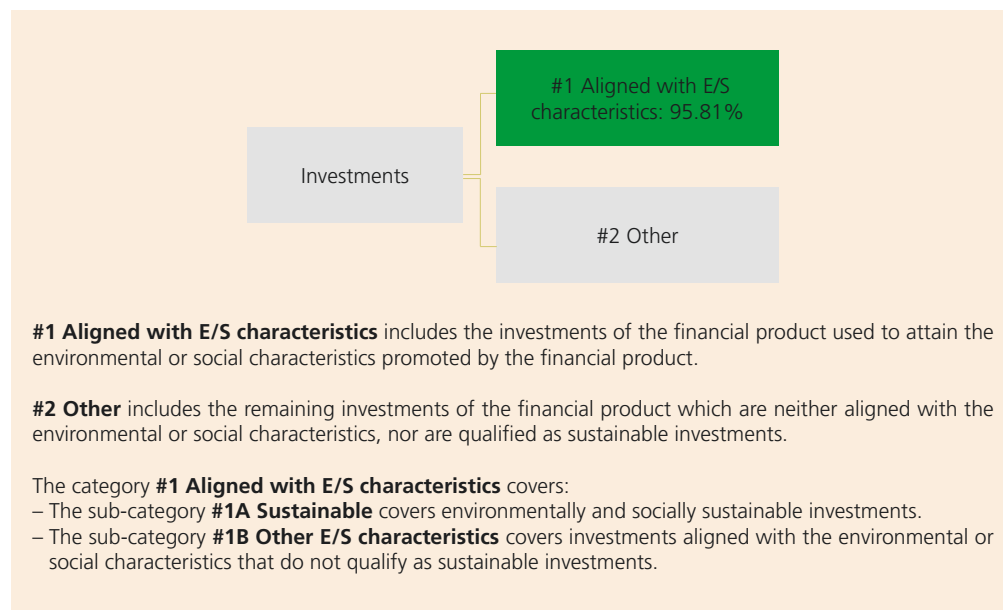 #1 Aligned with E/S
characteristics: 95.81%
Investments
#2 Other
#1 Aligned with E/S characteristics includes the investments of the financial product used to attain the
environmental or social characteristics promoted by the financial product.
#2 Other includes the remaining investments of the financial product which are neither aligned with the
environmental or social characteristics, nor are qualified as sustainable investments.
The category #1 Aligned with E/S characteristics covers:
– The sub-category #1A Sustainable covers environmentally and socially sustainable investments.
– The sub-category #1B Other E/S characteristics covers investments aligned with the environmental or
social characteristics that do not qualify as sustainable investments.